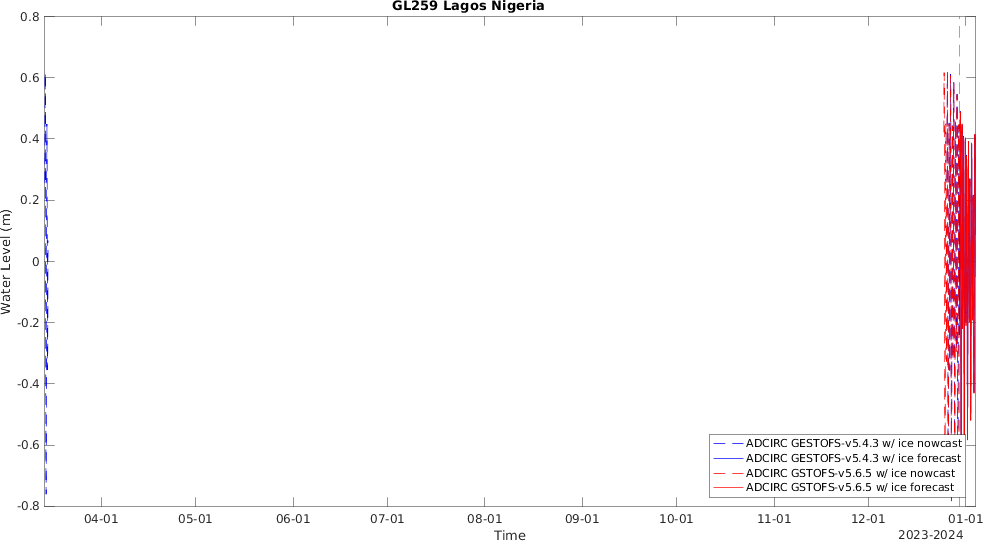 GL259 Lagos Nigeria
0.8
0.6
0.4
0.2
0
-0.2
-0.4
-0.6
-0.8
Water Level (m)
ADCIRC GESTOFS-v5.4.3 w/ ice nowcast
ADCIRC GESTOFS-v5.4.3 w/ ice forecast
ADCIRC GSTOFS-v5.6.5 w/ ice nowcast
ADCIRC GSTOFS-v5.6.5 w/ ice forecast
04-01 05-01 06-01 07-01 08-01 09-01 10-01 11-01 12-01 01-01
Time
2023-2024